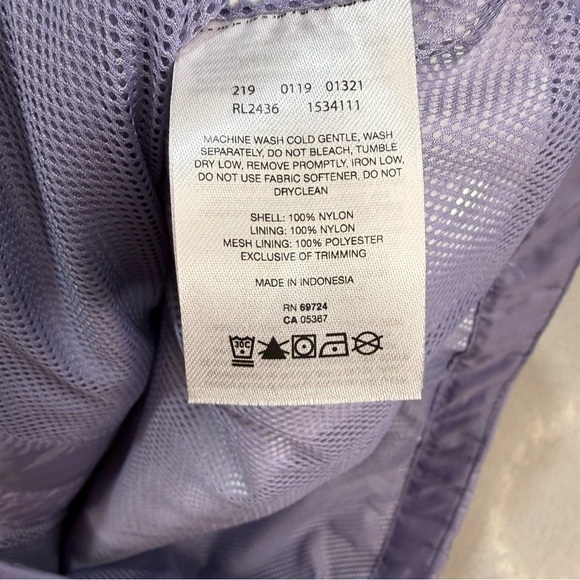 219 0119 01321
RL2436 1534111
MACHINE WASH COLD GENTLE, WASH
SEPARATELY, DO NOT BLEACH, TUMBLE
DRY LOW, REMOVE PROMPTLY, IRON LOW,
DO NOT USE FABRIC SOFTENER, DO NOT
DRYCLEAN
SHELL: 100% NYLON
LINING: 100% NYLON
MESH LINING: 100% POLYESTER
EXCLUSIVE OF TRIMMING
MADE IN INDONESIA
RN 69724
CA 05367
30C